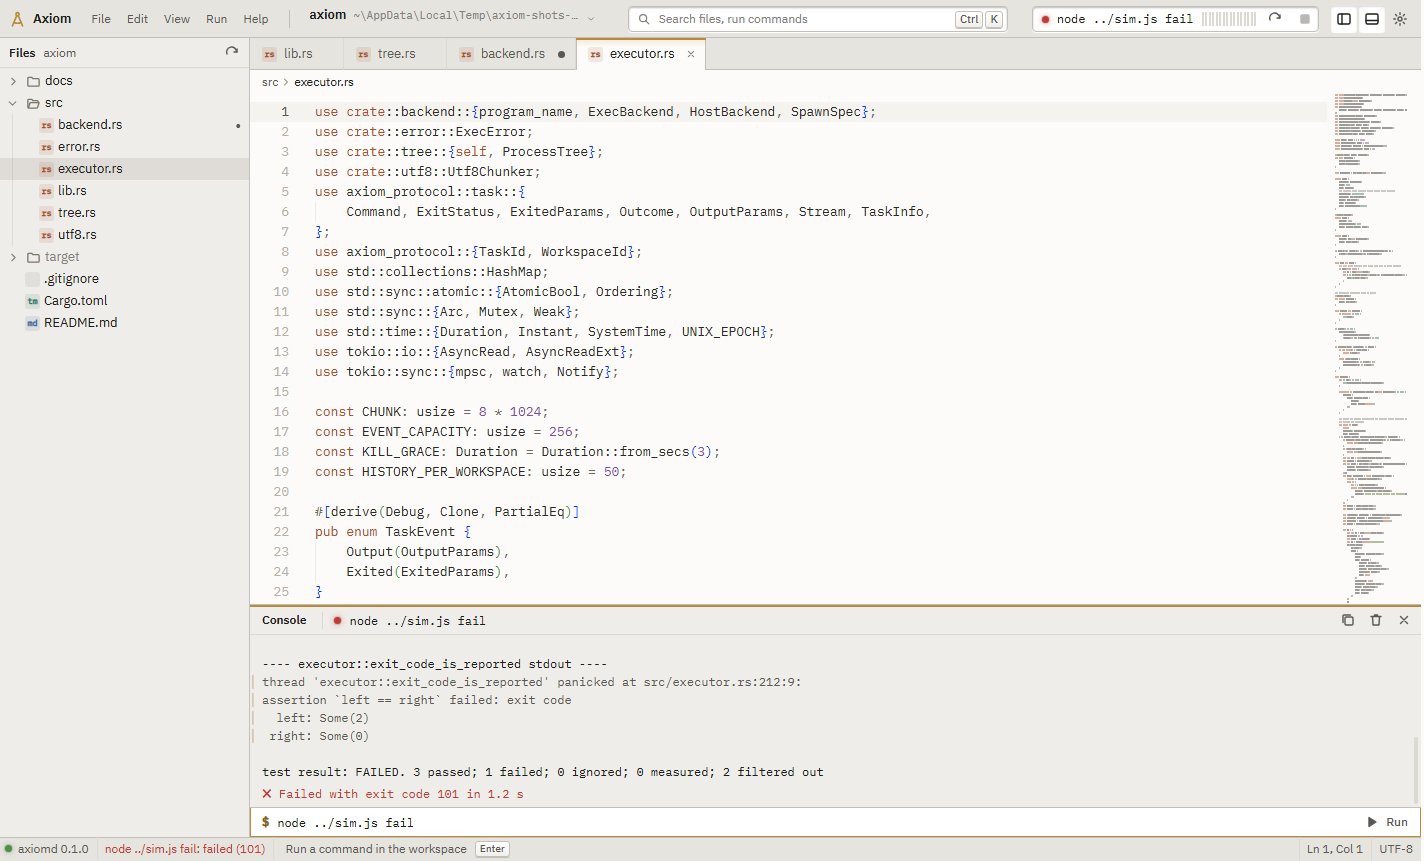 Axiom File Edit View Run Help axiom ~\AppData\Local\Temp\axiom-shots-… Search files, run commands Ctrl K node ../sim.js fail
Files axiom
docs
src
backend.rs
error.rs
executor.rs
lib.rs
tree.rs
utf8.rs
target
.gitignore
Cargo.toml
README.md
lib.rs tree.rs backend.rs executor.rs
src > executor.rs
1 use crate::backend::{program_name, ExecBackend, HostBackend, SpawnSpec};
2 use crate::error::ExecError;
3 use crate::tree::{self, ProcessTree};
4 use crate::utf8::Utf8Chunker;
5 use axiom_protocol::task::{
6 Command, ExitStatus, ExitedParams, Outcome, OutputParams, Stream, TaskInfo,
7 };
8 use axiom_protocol::{TaskId, WorkspaceId};
9 use std::collections::HashMap;
10 use std::sync::atomic::{AtomicBool, Ordering};
11 use std::sync::{Arc, Mutex, Weak};
12 use std::time::{Duration, Instant, SystemTime, UNIX_EPOCH};
13 use tokio::io::{AsyncRead, AsyncReadExt};
14 use tokio::sync::{mpsc, watch, Notify};
15
16 const CHUNK: usize = 8 * 1024;
17 const EVENT_CAPACITY: usize = 256;
18 const KILL_GRACE: Duration = Duration::from_secs(3);
19 const HISTORY_PER_WORKSPACE: usize = 50;
20
21 #[derive(Debug, Clone, PartialEq)]
22 pub enum TaskEvent {
23 Output(OutputParams),
24 Exited(ExitedParams),
25 }
Console node ../sim.js fail
---- executor::exit_code_is_reported stdout ----
thread 'executor::exit_code_is_reported' panicked at src/executor.rs:212:9:
assertion `left == right` failed: exit code
left: Some(2)
right: Some(0)
test result: FAILED. 3 passed; 1 failed; 0 ignored; 0 measured; 2 filtered out
✕ Failed with exit code 101 in 1.2 s
$ node ../sim.js fail Run
axiomd 0.1.0 node ../sim.js fail: failed (101) Run a command in the workspace Enter Ln 1, Col 1 UTF-8